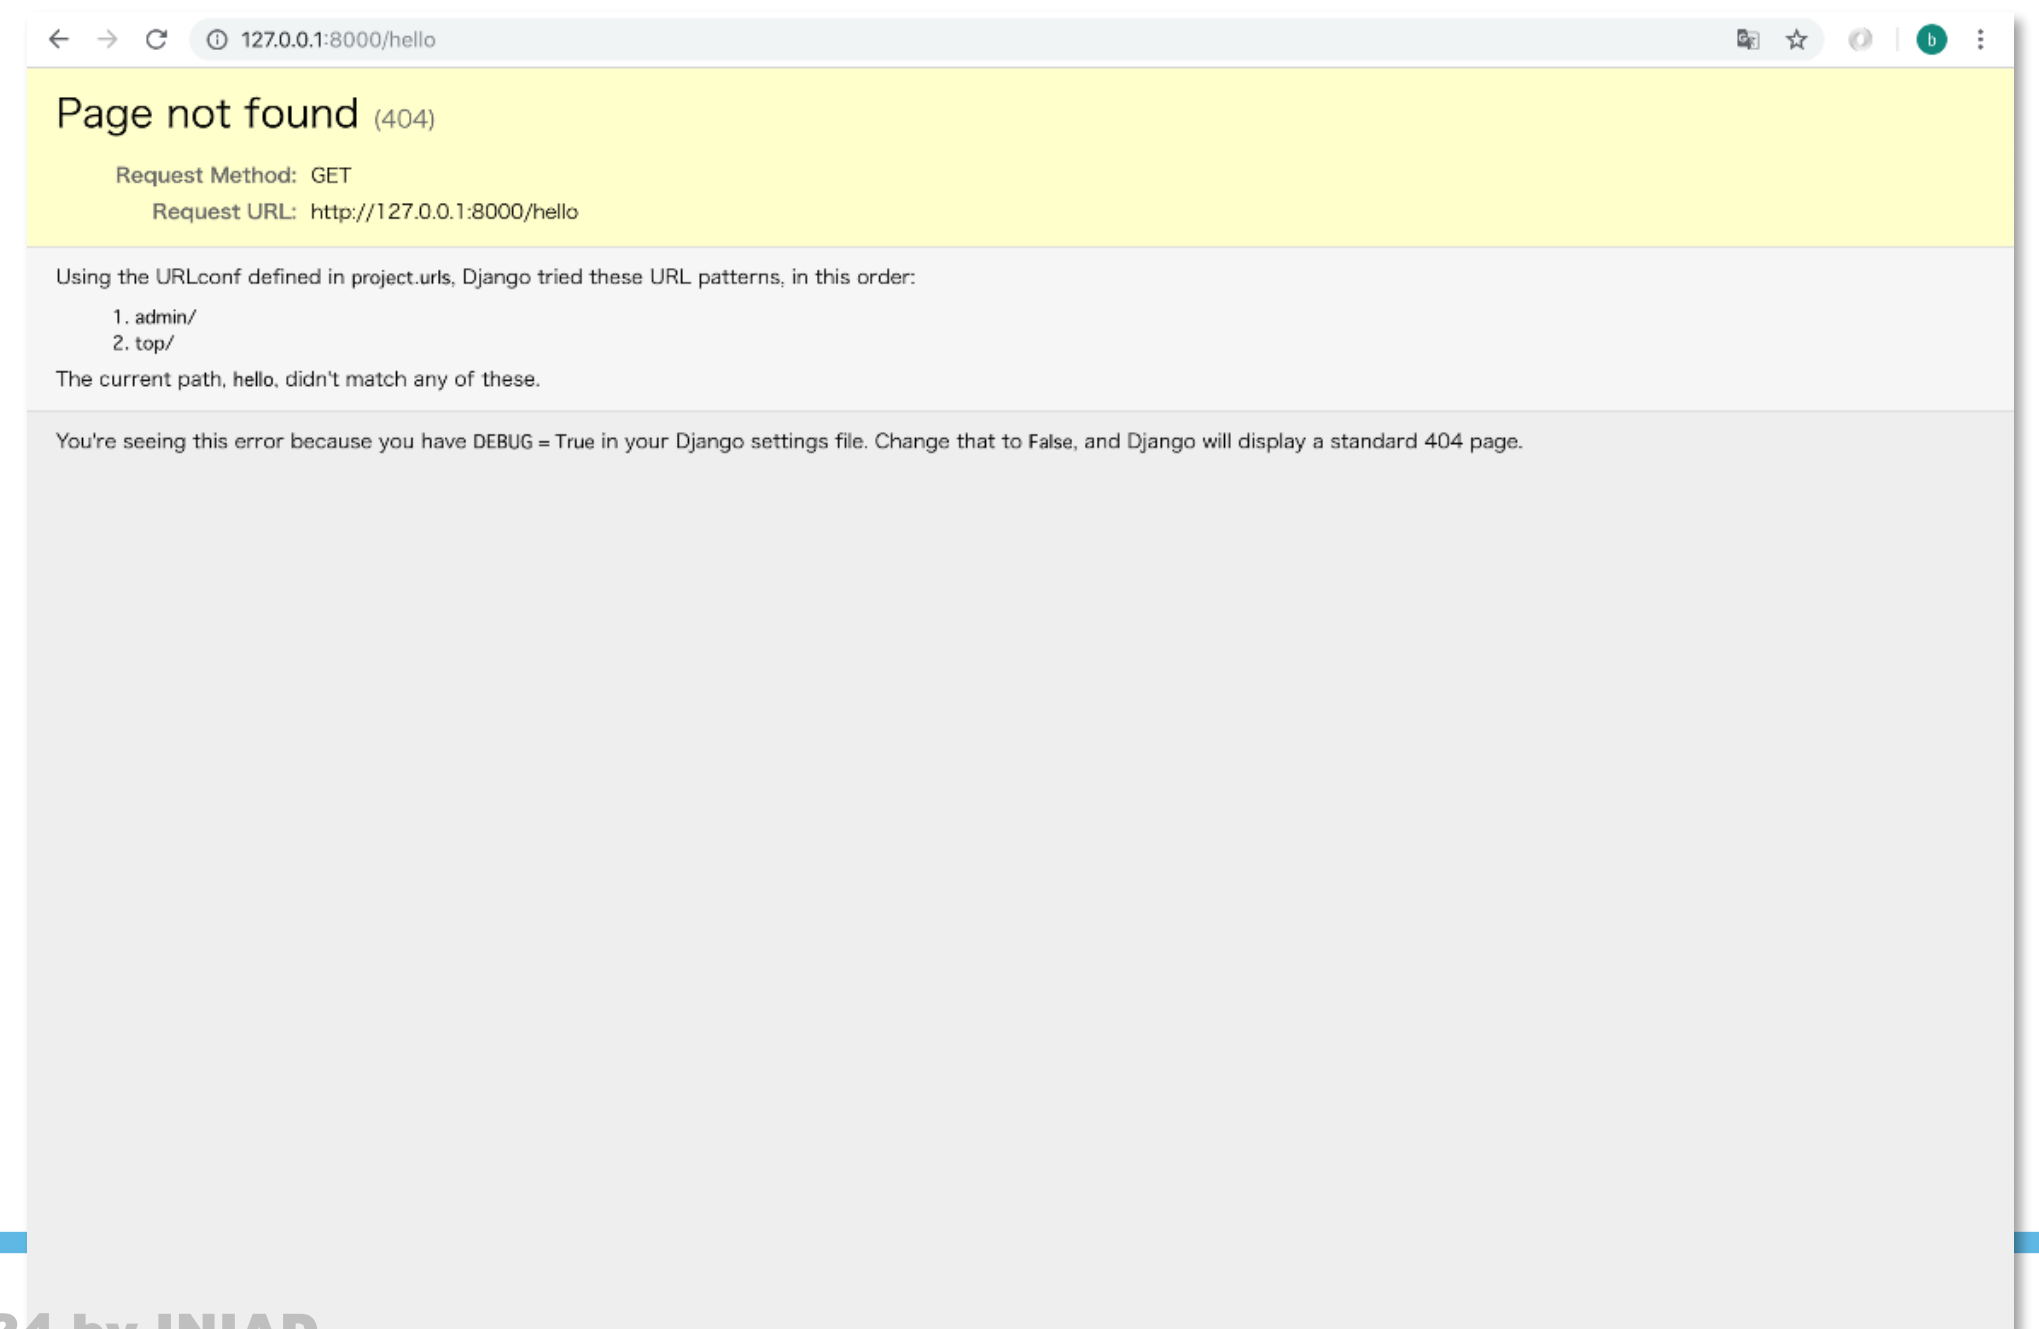 127.0.0.1:8000/hello
b
Page not found (404)
Request Method: GET
Request URL: http://127.0.0.1:8000/hello
Using the URLconf defined in project.urls, Django tried these URL patterns, in this order:
1. admin/
2. top/
The current path, hello, didn't match any of these.
You're seeing this error because you have DEBUG = True in your Django settings file. Change that to False, and Django will display a standard 404 page.
24 by INIAD